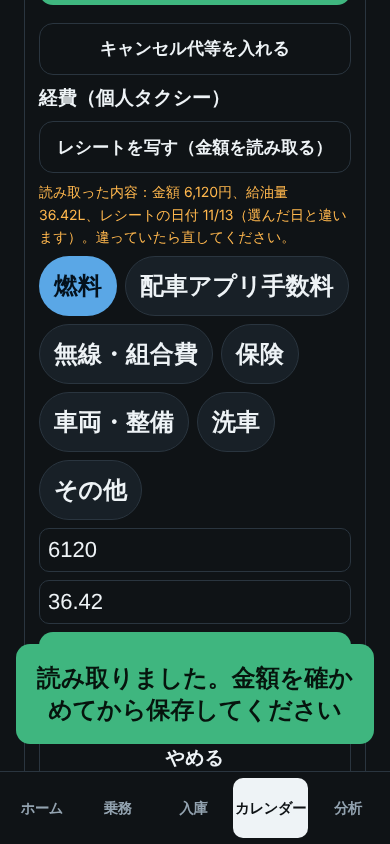 キャンセル代等を入れる
経費（個人タクシー）
レシートを写す（金額を読み取る）
読み取った内容：金額 6,120円、給油量
36.42L、レシートの日付 11/13（選んだ日と違い
ます）。違っていたら直してください。
燃料 配車アプリ手数料
無線・組合費 保険
車両・整備 洗車
その他
6120
36.42
読み取りました。金額を確か
めてから保存してください
やめる
ホーム 乗務 入庫 カレンダー 分析